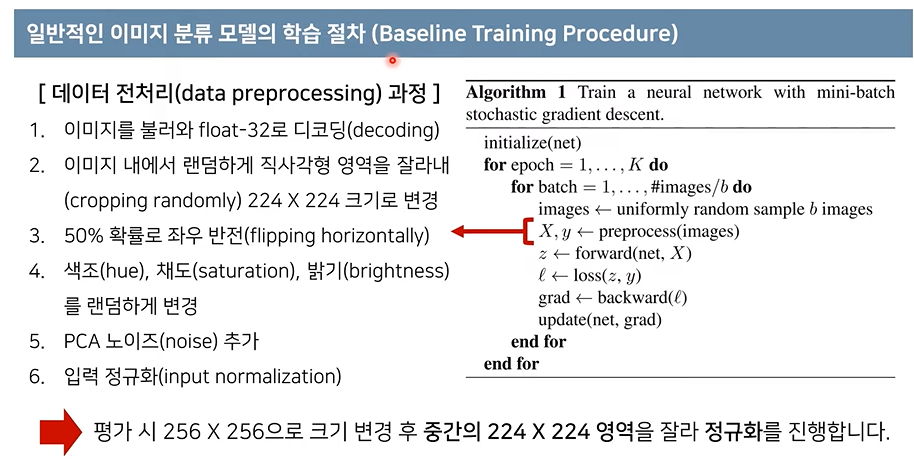 일반적인 이미지 분류 모델의 학습 절차 (Baseline Training Procedure)
[ 데이터 전처리(data preprocessing) 과정 ]
1. 이미지를 불러와 float-32로 디코딩(decoding)
2. 이미지 내에서 랜덤하게 직사각형 영역을 잘라내
(cropping randomly) 224 X 224 크기로 변경
3. 50% 확률로 좌우 반전(flipping horizontally)
4. 색조(hue), 채도(saturation), 밝기(brightness)
를 랜덤하게 변경
5. PCA 노이즈(noise) 추가
6. 입력 정규화(input normalization)
Algorithm 1 Train a neural network with mini-batch
stochastic gradient descent.
initialize(net)
for epoch = 1, . . . , K do
for batch = 1, . . . , #images/b do
images ← uniformly random sample b images
X, y ← preprocess(images)
z ← forward(net, X)
ℓ ← loss(z, y)
grad ← backward(ℓ)
update(net, grad)
end for
end for
평가 시 256 X 256으로 크기 변경 후 중간의 224 X 224 영역을 잘라 정규화를 진행합니다.